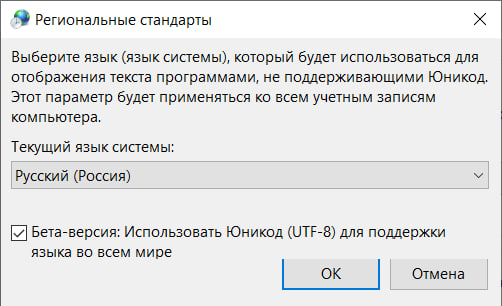 Региональные стандарты
Выберите язык (язык системы), который будет использоваться для
отображения текста программами, не поддерживающими Юникод.
Этот параметр будет применяться ко всем учетным записям
компьютера.
Текущий язык системы:
Русский (Россия)
Бета-версия: Использовать Юникод (UTF-8) для поддержки
языка во всем мире
ОК
Отмена